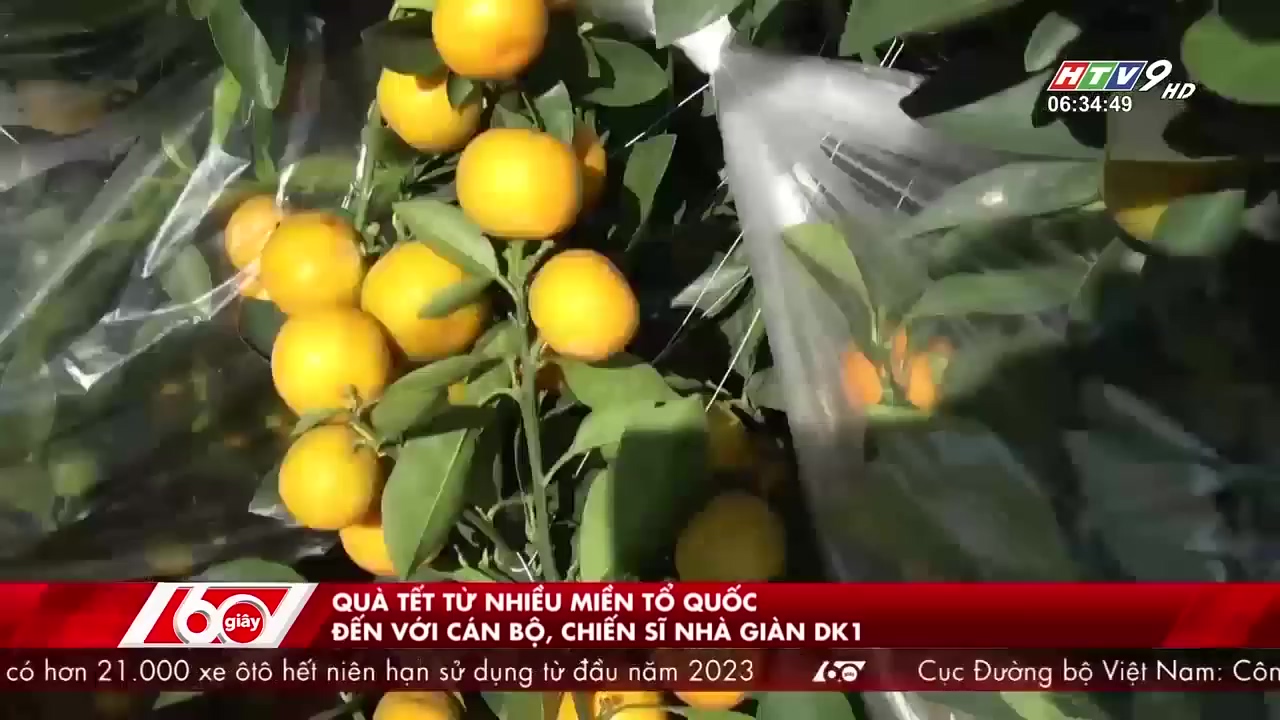 HTV9 HD
06:34:49
60 giây
QUÀ TẾT TỪ NHIỀU MIỀN TỔ QUỐC
ĐẾN VỚI CÁN BỘ, CHIẾN SĨ NHÀ GIÀN DK1
có hơn 21.000 xe ôtô hết niên hạn sử dụng từ đầu năm 2023 60 giây Cục Đường bộ Việt Nam: Côn